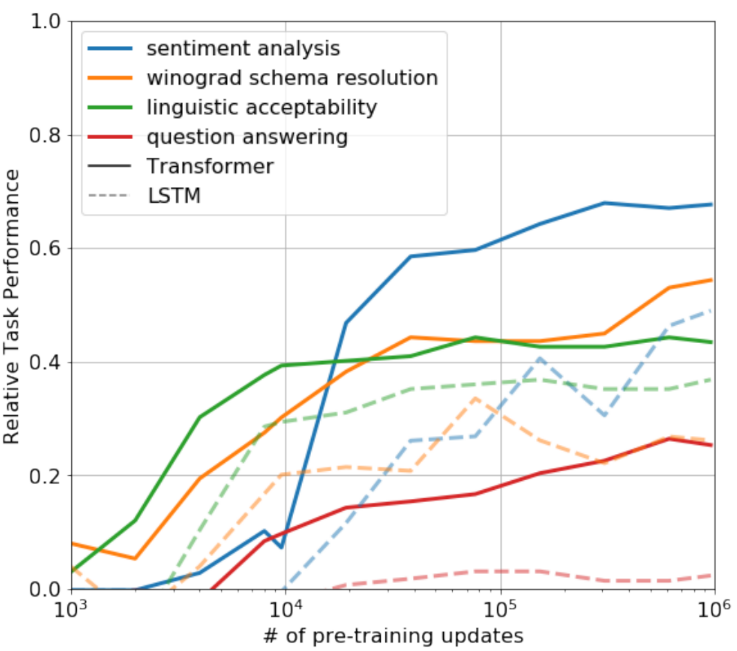 1.0
0.8
0.6
0.4
0.2
0.0
Relative Task Performance
sentiment analysis
winograd schema resolution
linguistic acceptability
question answering
Transformer
LSTM
10³ 10⁴ 10⁵ 10⁶
# of pre-training updates